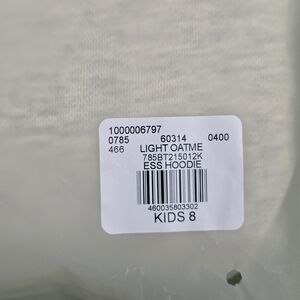 1000006797
0785 60314 0400
466 LIGHT OATME
785BT215012K
ESS HOODIE
460035803302
KIDS 8